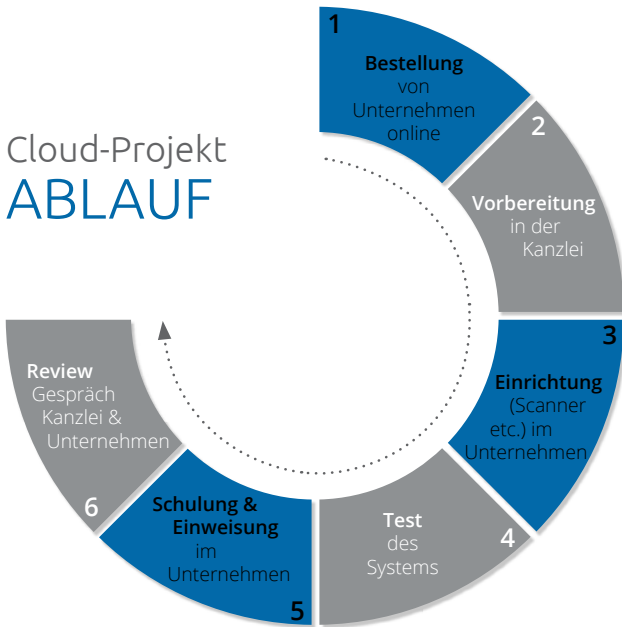 Cloud-Projekt
ABLAUF
1
Bestellung
von
Unternehmen
online
2
Vorbereitung
in der
Kanzlei
3
Einrichtung
(Scanner
etc.) im
Unternehmen
4
Test
des
Systems
5
Schulung &
Einweisung
im
Unternehmen
6
Review
Gespräch
Kanzlei &
Unternehmen